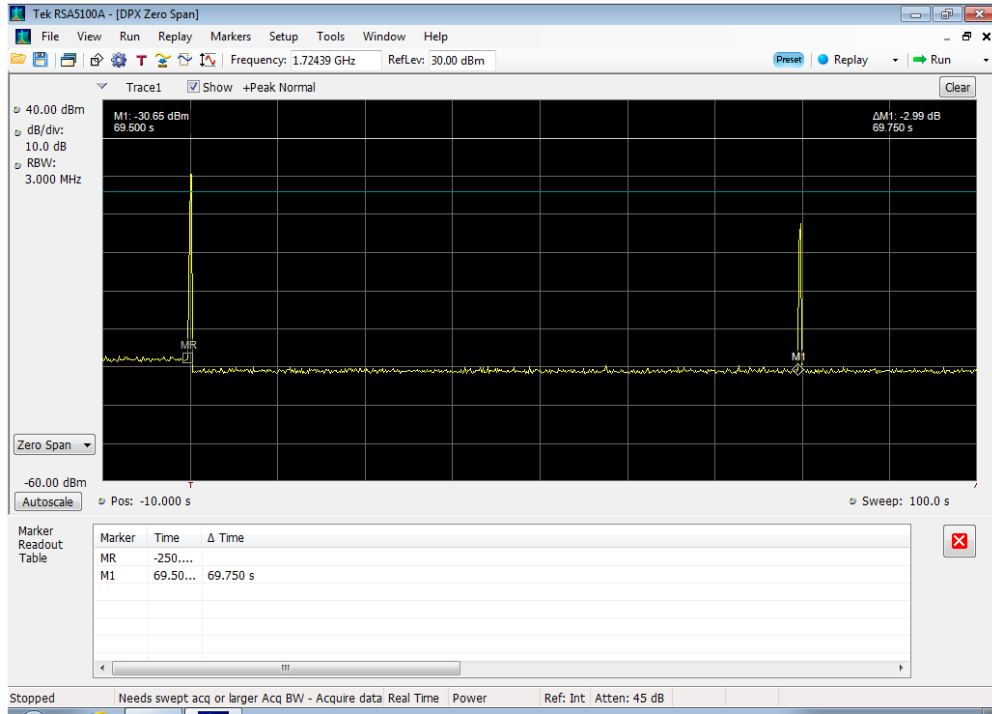 Tek RSA5100A - [DPX Zero Span]
File View Run Replay Markers Setup Tools Window Help
T Frequency: 1.72439 GHz RefLev: 30.00 dBm Preset Replay Run
Trace1 Show +Peak Normal Clear
40.00 dBm
dB/div:
10.0 dB
RBW:
3.000 MHz
M1: -30.65 dBm
69.500 s
ΔM1: -2.99 dB
69.750 s
MR
M1
Zero Span
-60.00 dBm
T
Autoscale Pos: -10.000 s Sweep: 100.0 s
Marker Readout Table
Marker Time Δ Time
MR -250....
M1 69.50... 69.750 s
Stopped Needs swept acq or larger Acq BW - Acquire data Real Time Power Ref: Int Atten: 45 dB